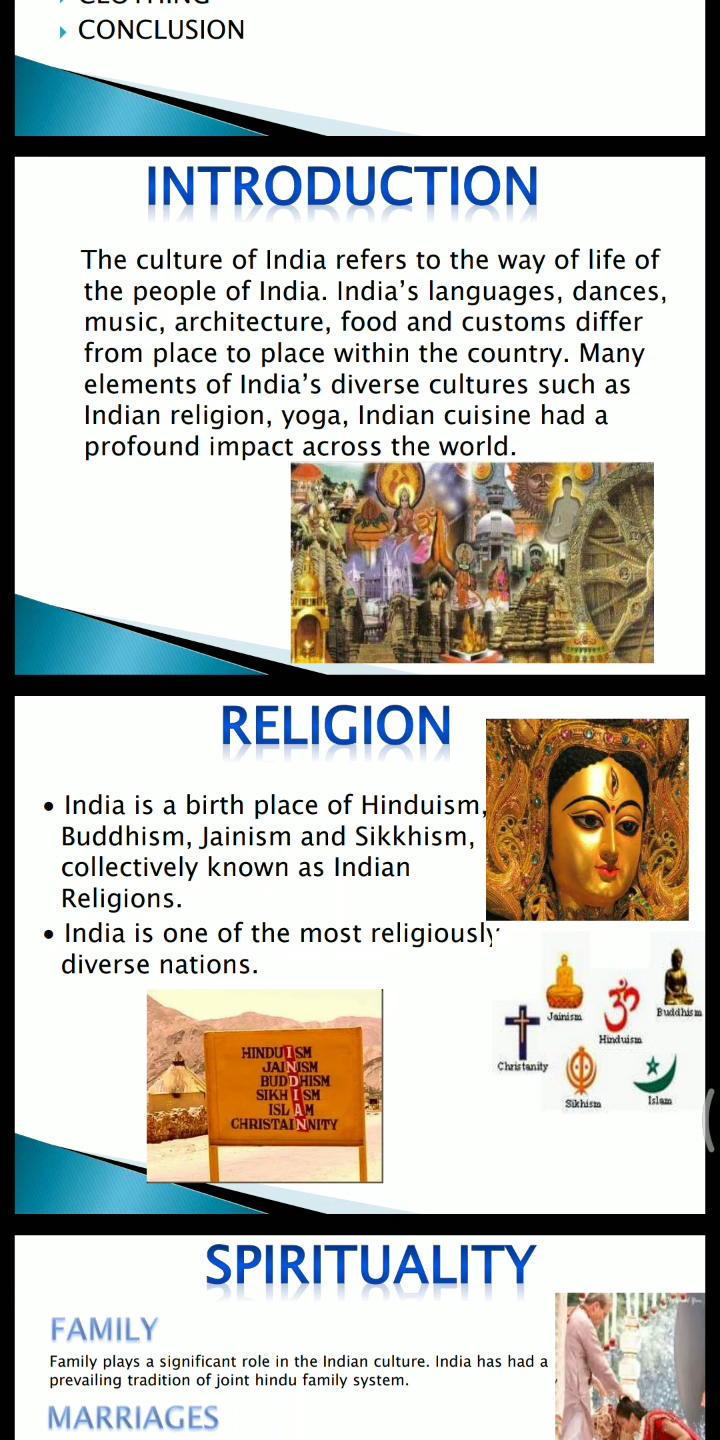 CLOTHING
CONCLUSION
INTRODUCTION
The culture of India refers to the way of life of
the people of India. India’s languages, dances,
music, architecture, food and customs differ
from place to place within the country. Many
elements of India’s diverse cultures such as
Indian religion, yoga, Indian cuisine had a
profound impact across the world.
RELIGION
• India is a birth place of Hinduism,
Buddhism, Jainism and Sikkhism,
collectively known as Indian
Religions.
• India is one of the most religiously
diverse nations.
Jainism
Buddhism
Hinduism
Christanity
Sikhism
Islam
HINDUISM
JAINISM
BUDDHISM
SIKHISM
ISLAM
CHRISTAINNITY
SPIRITUALITY
FAMILY
Family plays a significant role in the Indian culture. India has had a
prevailing tradition of joint hindu family system.
MARRIAGES